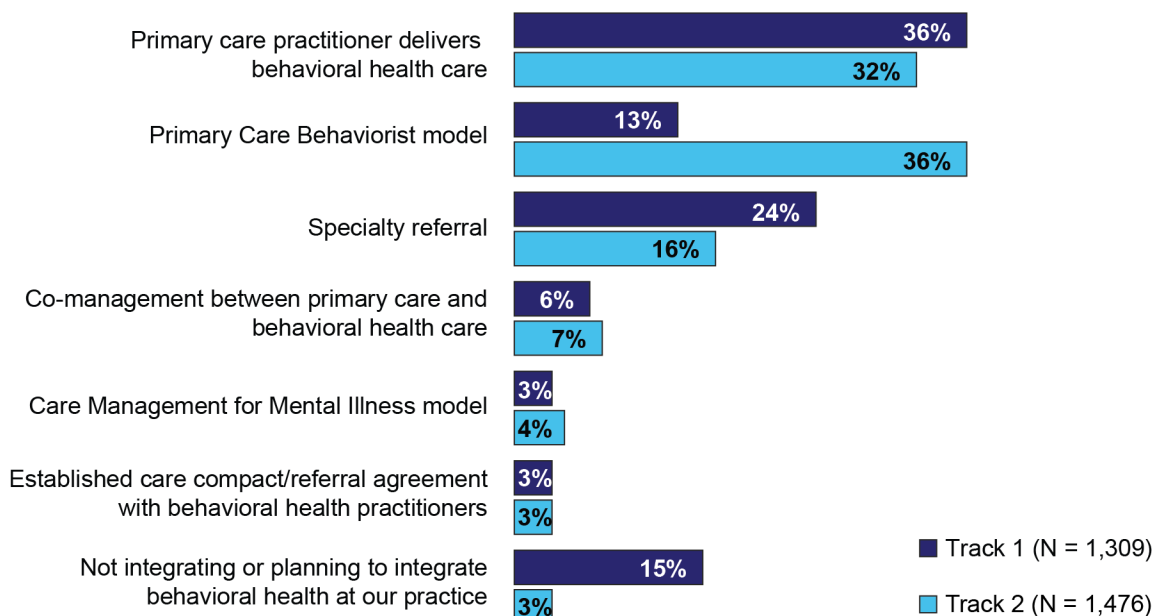 Primary care practitioner delivers
behavioral health care
36%
32%
Primary Care Behaviorist model
13%
36%
Specialty referral
24%
16%
Co-management between primary care and
behavioral health care
6%
7%
Care Management for Mental Illness model
3%
4%
Established care compact/referral agreement
with behavioral health practitioners
3%
3%
Not integrating or planning to integrate
behavioral health at our practice
15%
3%
Track 1 (N = 1,309)
Track 2 (N = 1,476)